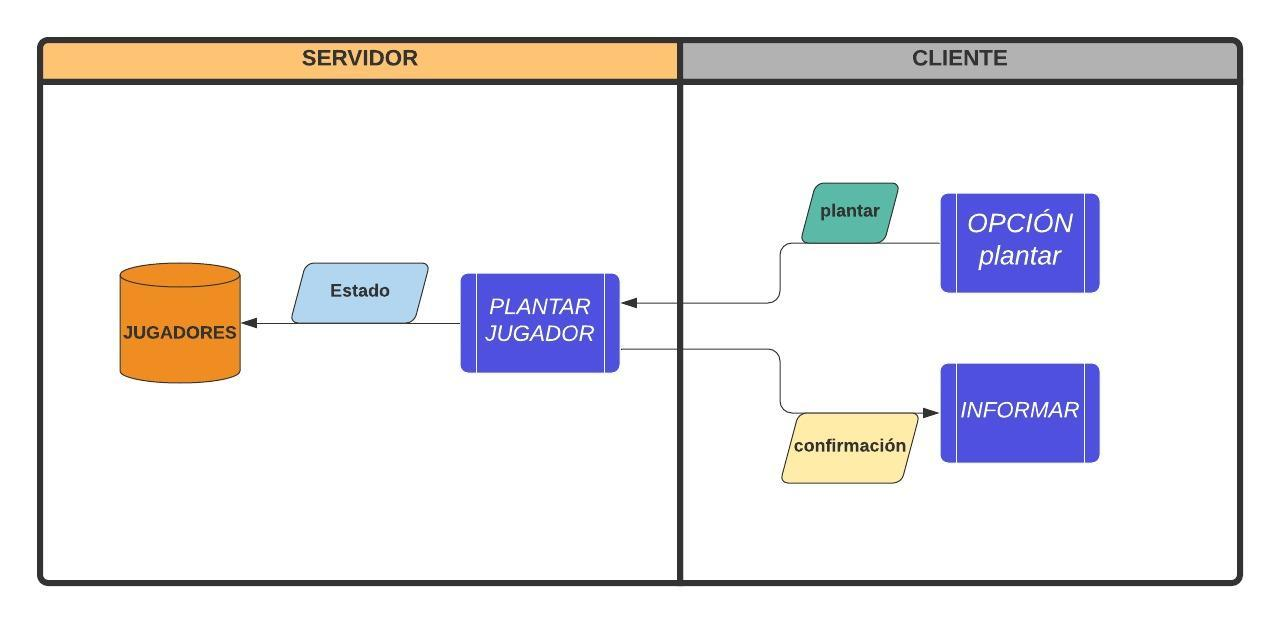 SERVIDOR
CLIENTE
plantar
OPCIÓN
plantar
Estado
JUGADORES
PLANTAR
JUGADOR
INFORMAR
confirmación